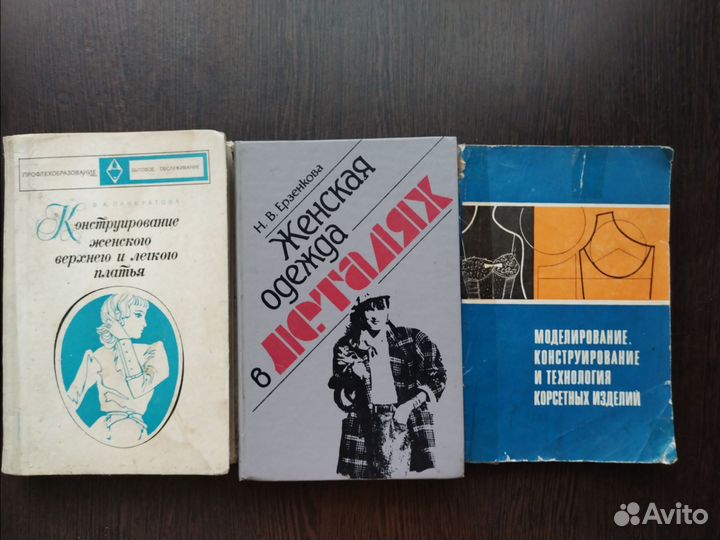 ПРОФТЕХОБРАЗОВАНИЕ
БЫТОВОЕ ОБСЛУЖИВАНИЕ
Конструирование
женского
верхнего и легкого
платья
Н. В. Ерзенкова
Женская
одежда
в деталях
МОДЕЛИРОВАНИЕ.
КОНСТРУИРОВАНИЕ
И ТЕХНОЛОГИЯ
КОРСЕТНЫХ ИЗДЕЛИЙ
Avito